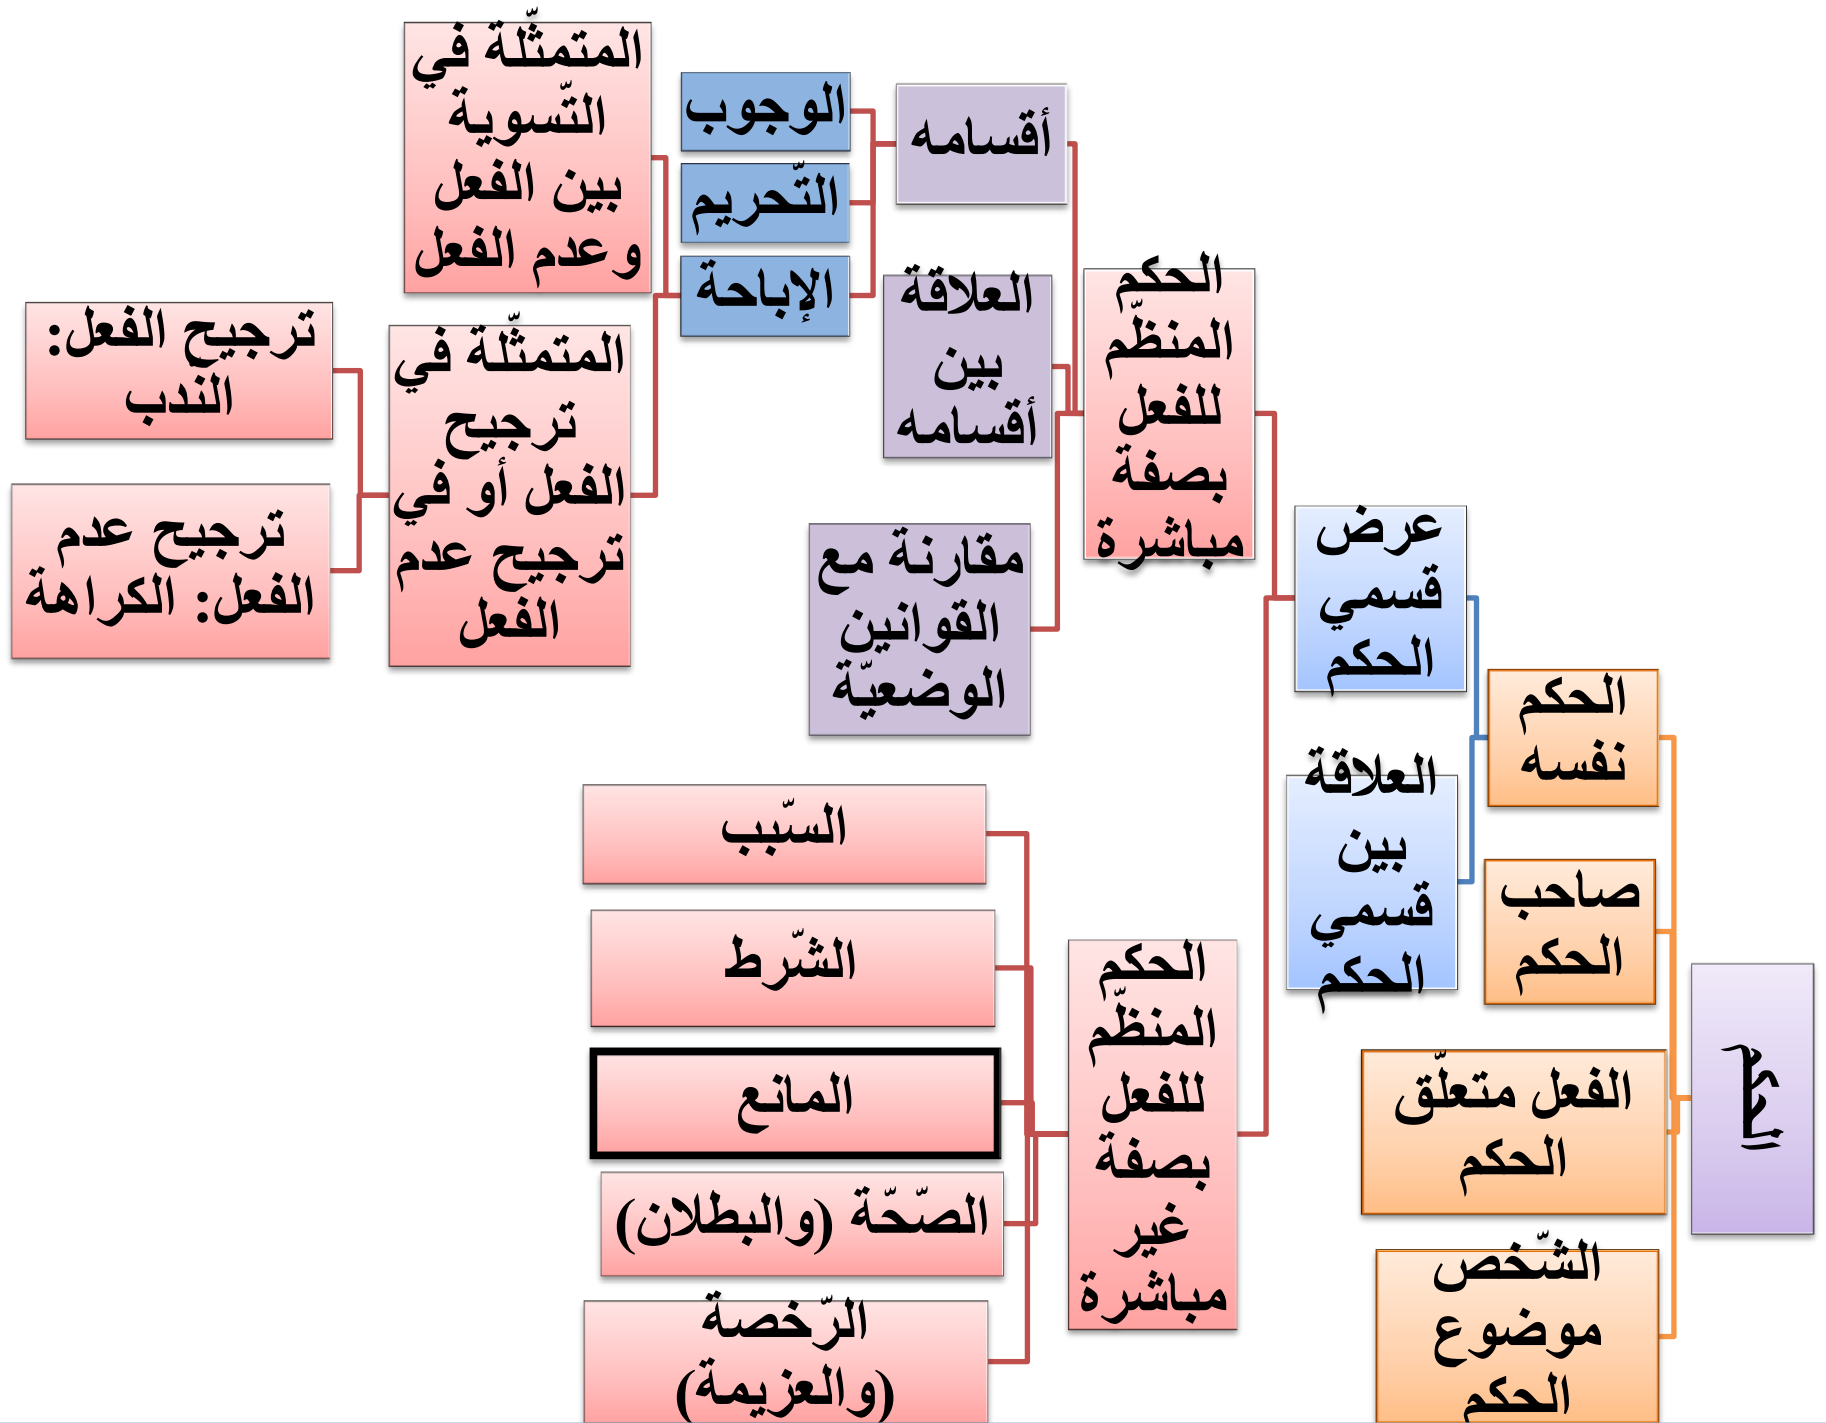 الحكم
الحكم
نفسه
صاحب
الحكم
الفعل متعلّق
الحكم
الشّخص
موضوع
الحكم
عرض
قسمي
الحكم
العلاقة
بين
قسمي
الحكم
الحكم
المنظّم
للفعل
بصفة
مباشرة
أقسامه
الوجوب
التّحريم
الإباحة
المتمثّلة في
التّسوية
بين الفعل
وعدم الفعل
المتمثّلة في
ترجيح
الفعل أو في
ترجيح عدم
الفعل
ترجيح الفعل:
النّدب
ترجيح عدم
الفعل: الكراهة
العلاقة
بين
أقسامه
مقارنة مع
القوانين
الوضعيّة
الحكم
المنظّم
للفعل
بصفة
غير
مباشرة
السّبب
الشّرط
المانع
الصّحّة (والبطلان)
الرّخصة
(والعزيمة)